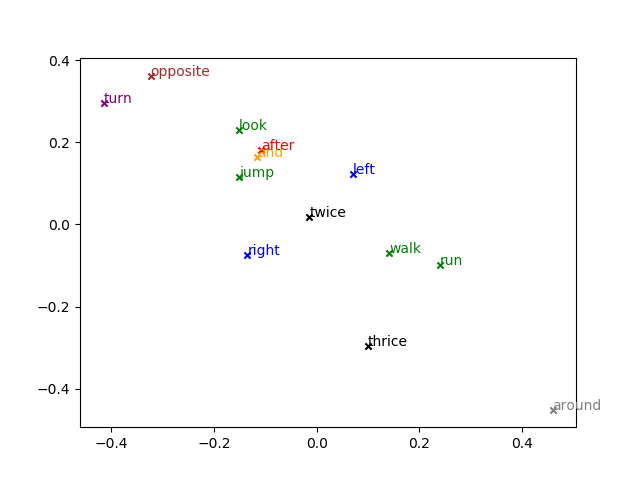 0.4
opposite
turn
look
after
and
0.2
jump
left
twice
0.0
right
walk
run
−0.2
thrice
−0.4
around
−0.4
−0.2
0.0
0.2
0.4